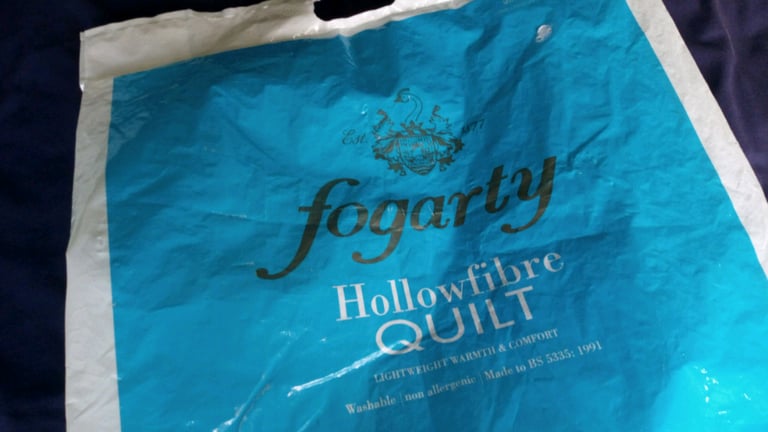 Est. 1877
fogarty
Hollowfibre
QUILT
LIGHTWEIGHT WARMTH & COMFORT
Washable | non allergenic | Made to BS 5335: 1991